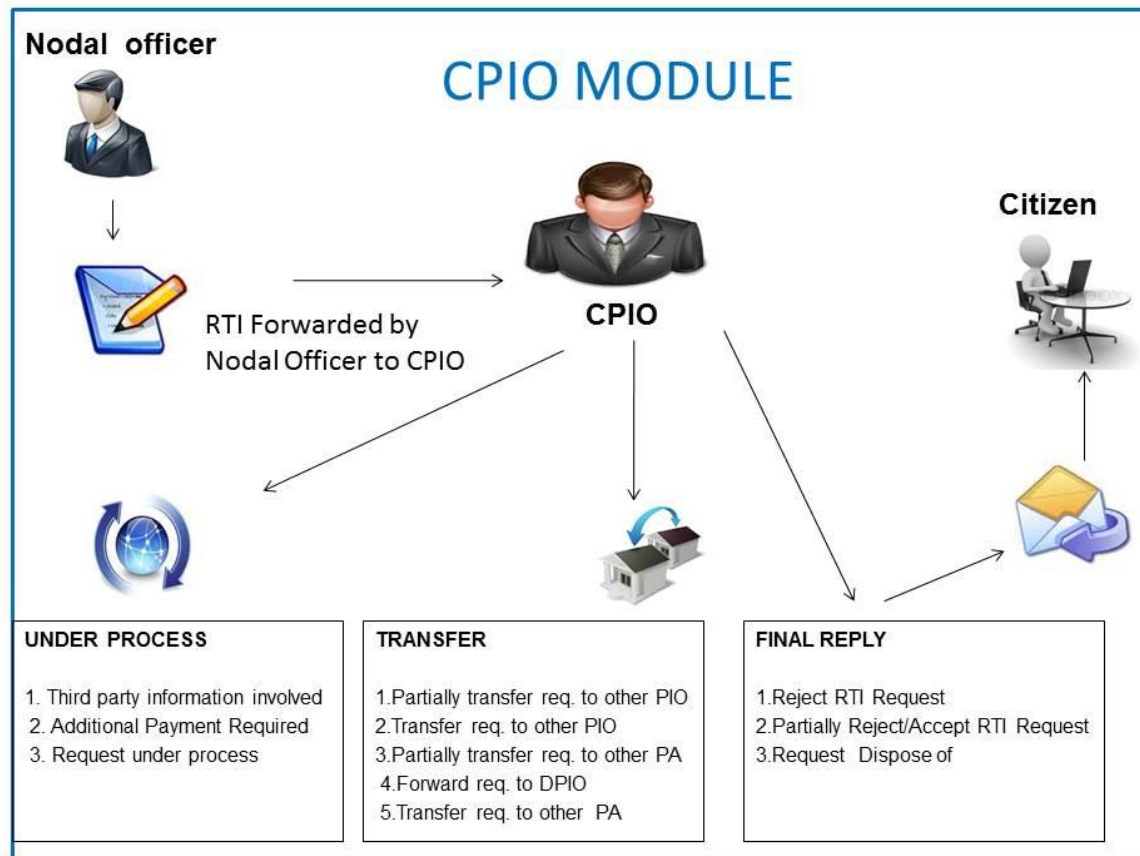 Nodal officer
CPIO MODULE
Citizen
CPIO
RTI Forwarded by
Nodal Officer to CPIO
UNDER PROCESS
1. Third party information involved
2. Additional Payment Required
3. Request under process
TRANSFER
1.Partially transfer req. to other PIO
2.Transfer req. to other PIO
3.Partially transfer req. to other PA
4.Forward req. to DPIO
5.Transfer req. to other PA
FINAL REPLY
1.Reject RTI Request
2.Partially Reject/Accept RTI Request
3.Request Dispose of